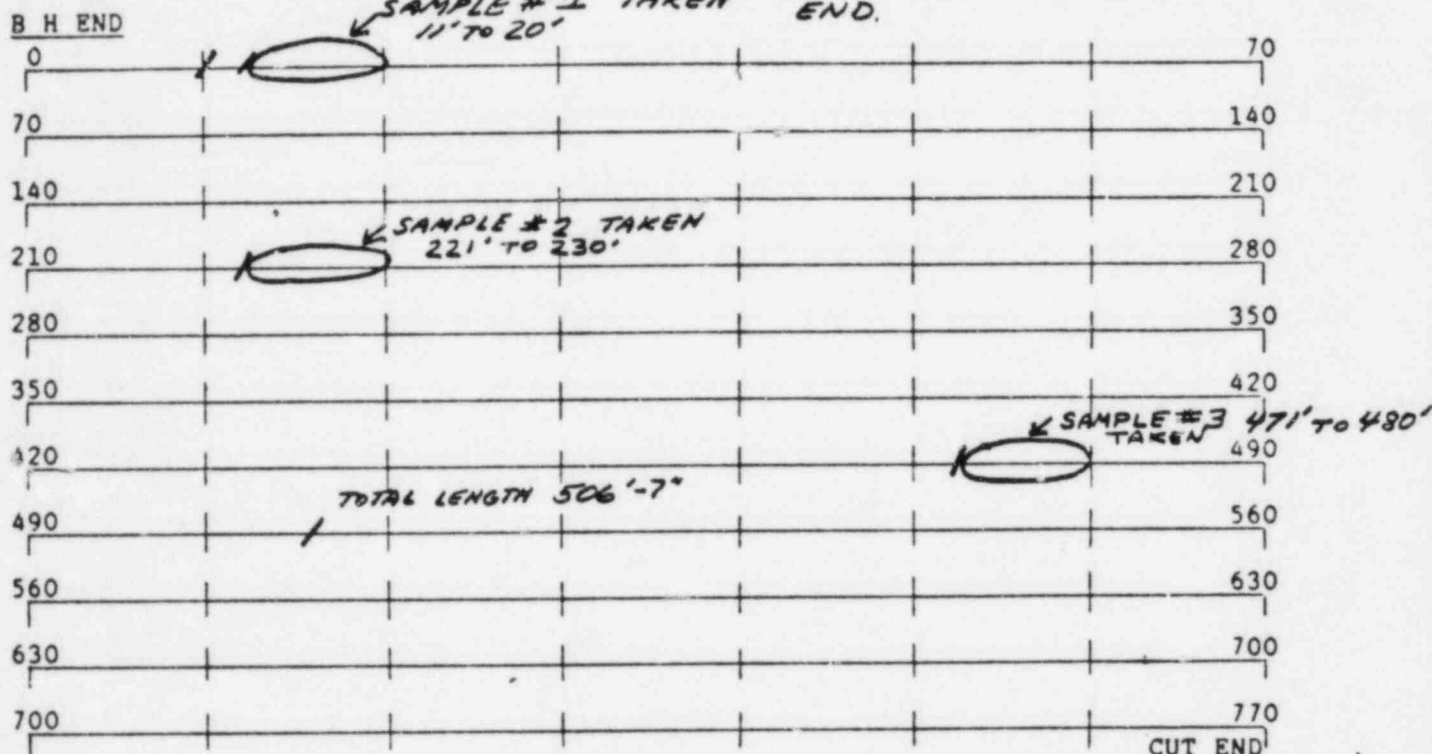 SAMPLE # 1 TAKEN END.
11' TO 20'
B H END
0 70
70 140
140 210
SAMPLE # 2 TAKEN
221' TO 230'
210 280
280 350
350 420
SAMPLE # 3 471' TO 480'
TAKEN
420 490
TOTAL LENGTH 506'-7"
490 560
560 630
630 700
700 770
CUT END